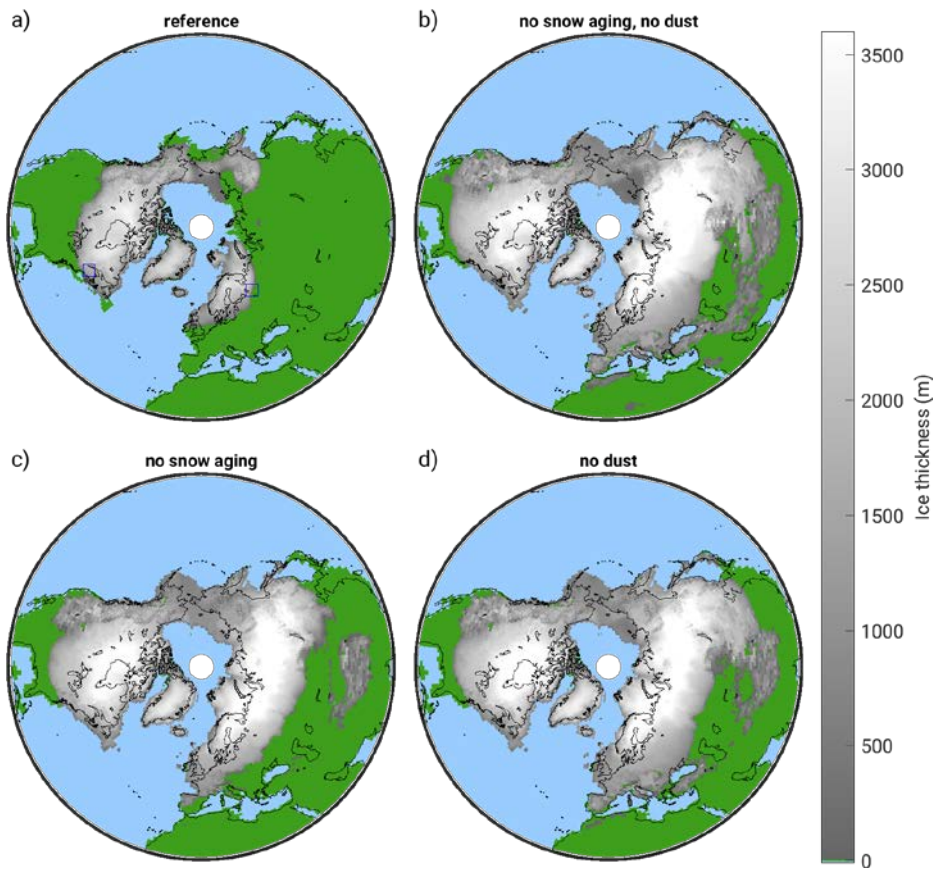 a)
reference
b)
no snow aging, no dust
c)
no snow aging
d)
no dust
3500
3000
2500
2000
1500
1000
500
0
Ice thickness (m)